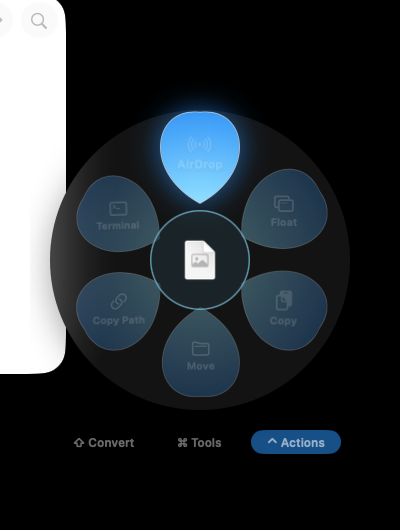 AirDrop
Terminal
Float
Copy Path
Copy
Move
⇧ Convert
⌘ Tools
⌃ Actions